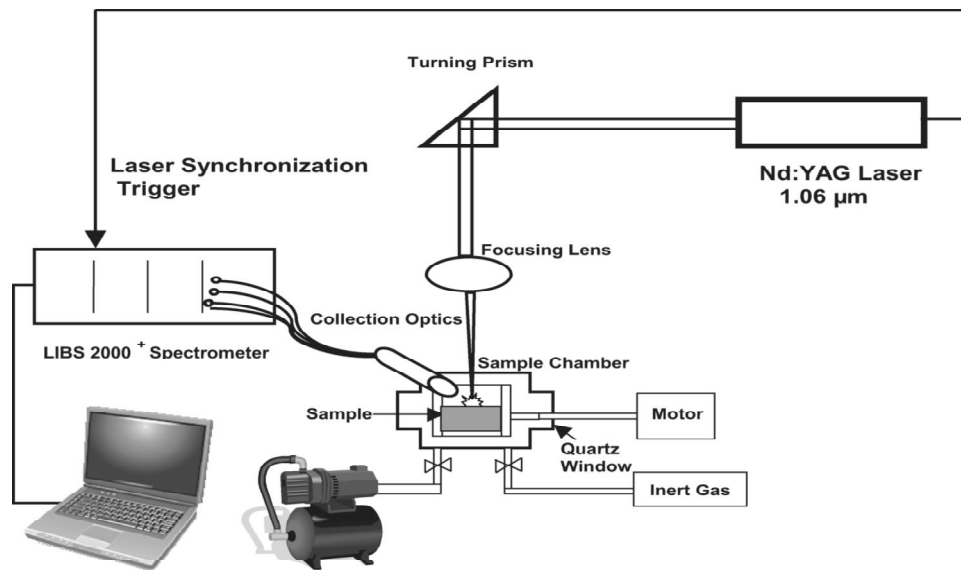 Turning Prism
Laser Synchronization
Trigger
Nd:YAG Laser
1.06 µm
Focusing Lens
Collection Optics
LIBS 2000 + Spectrometer
Sample Chamber
Sample
Motor
Quartz
Window
Inert Gas